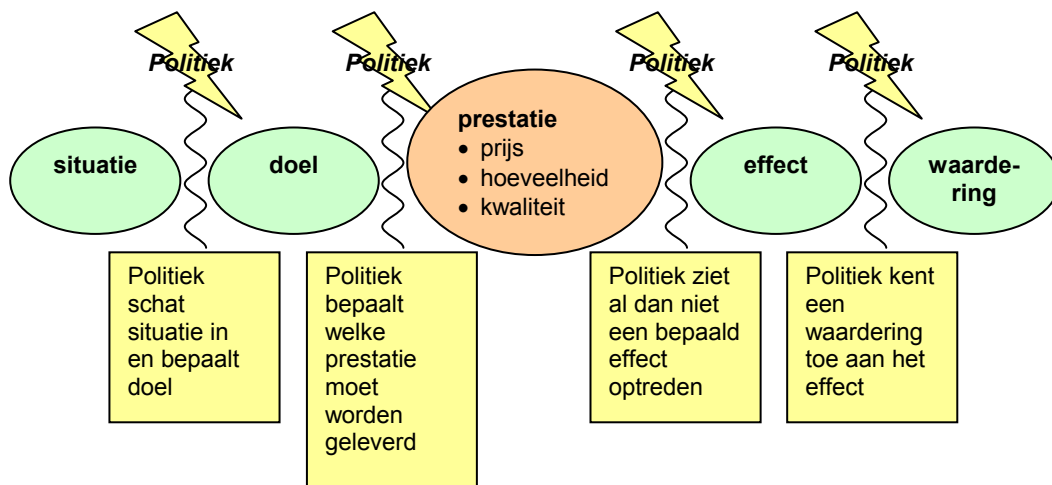 Politiek
Politiek
Politiek
Politiek
situatie
doel
prestatie
• prijs
• hoeveelheid
• kwaliteit
effect
waarde-
ring
Politiek
schat
situatie in
en bepaalt
doel
Politiek
bepaalt
welke
prestatie
moet
worden
geleverd
Politiek ziet
al dan niet
een bepaald
effect
optreden
Politiek kent
een
waardering
toe aan het
effect